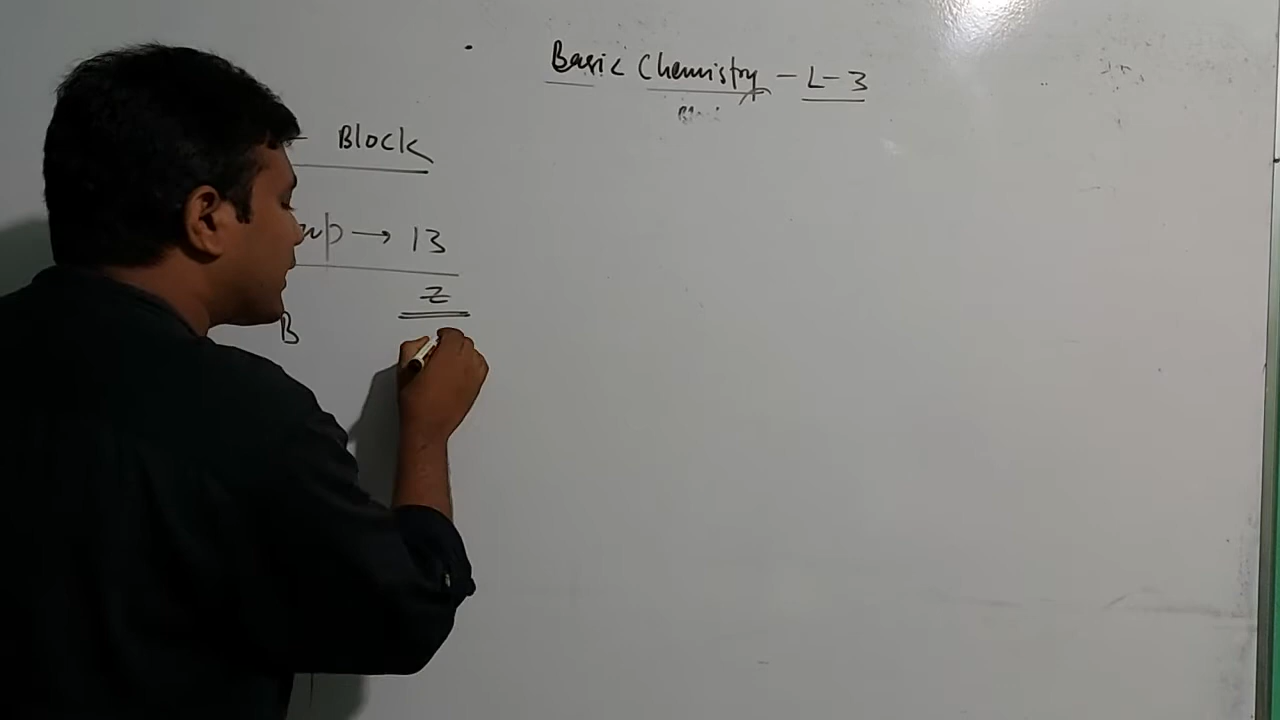 Basic Chemistry - L-3
- Block
→ 13
Z
B